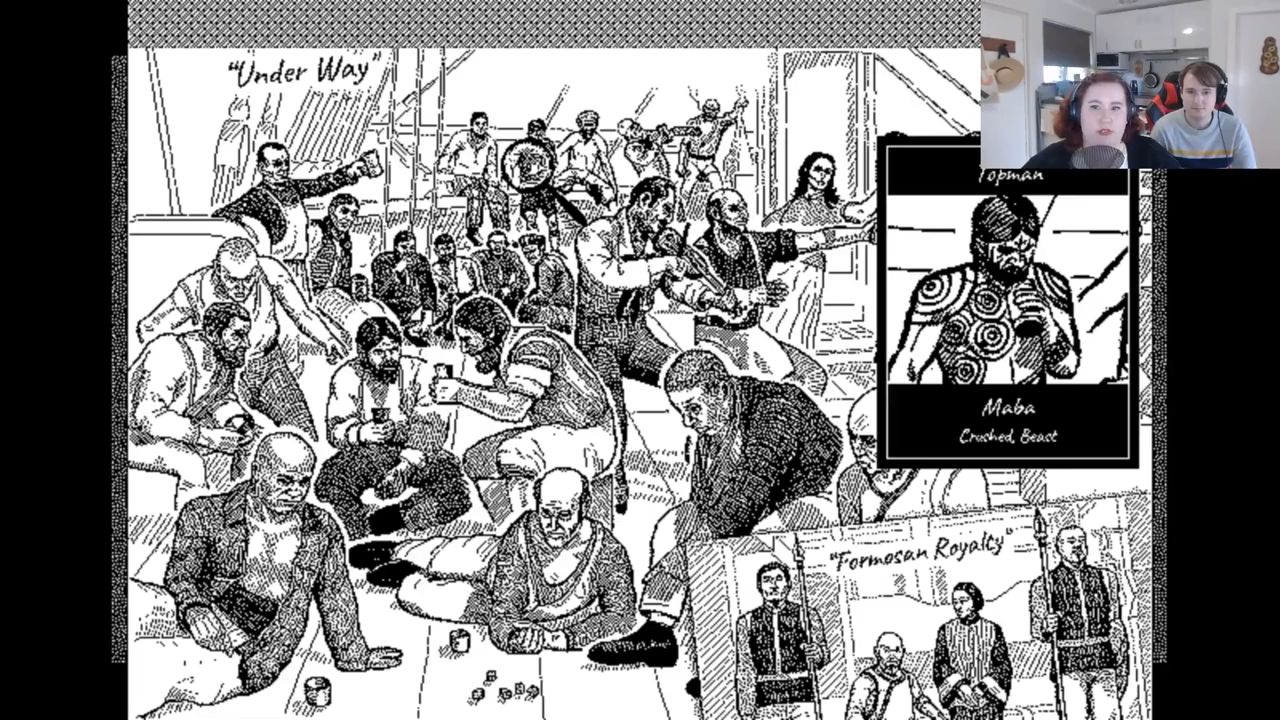 "Under Way"
Topman
Maba
Crushed, Beast
"Formosan Royalty"